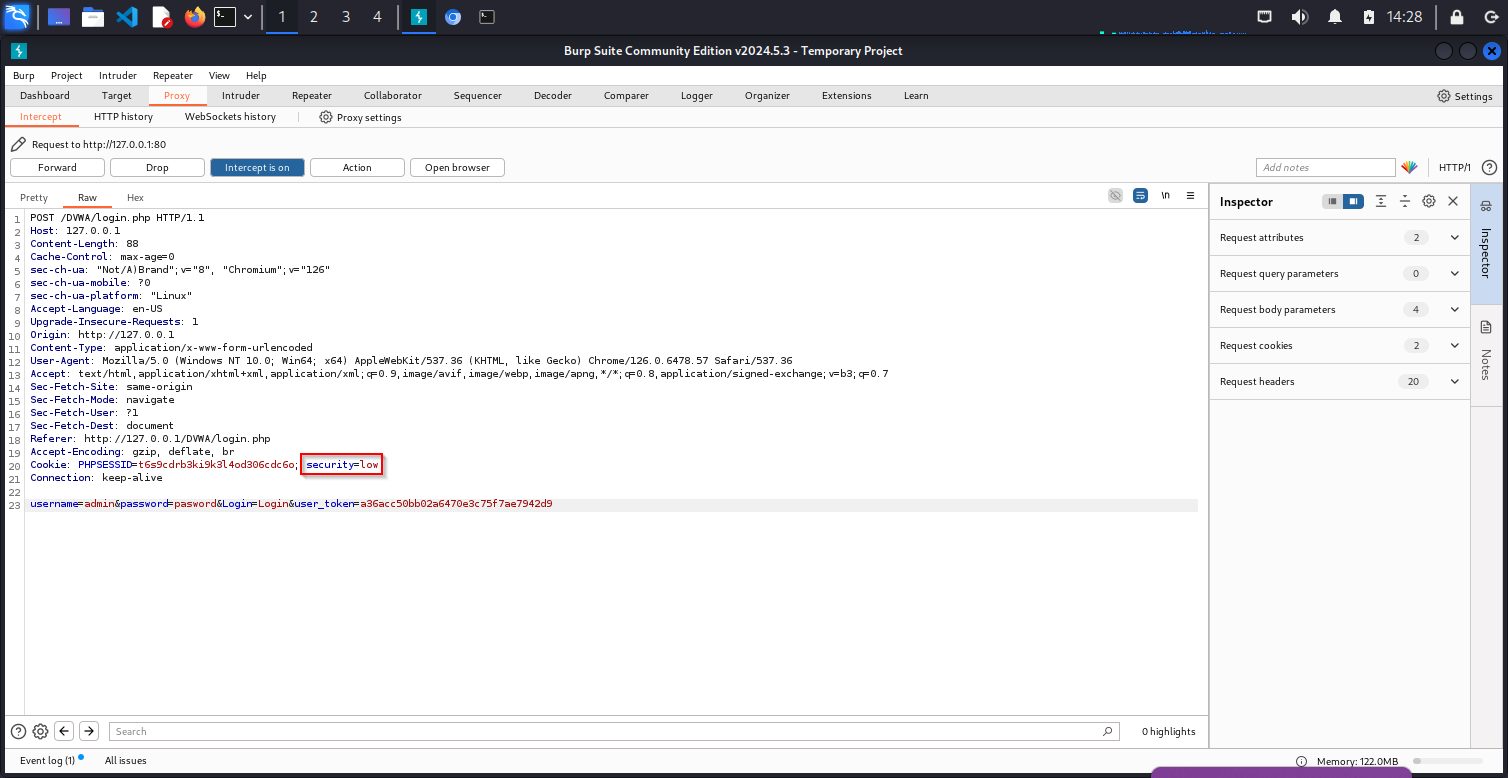 1 2 3 4 14:28
Burp Suite Community Edition v2024.5.3 - Temporary Project
Burp Project Intruder Repeater View Help
Dashboard Target Proxy Intruder Repeater Collaborator Sequencer Decoder Comparer Logger Organizer Extensions Learn Settings
Intercept HTTP history WebSockets history Proxy settings
Request to http://127.0.0.1:80
Forward Drop Intercept is on Action Open browser Add notes HTTP/1
Pretty Raw Hex \n
Inspector
1 POST /DVWA/login.php HTTP/1.1
2 Host: 127.0.0.1
3 Content-Length: 88
4 Cache-Control: max-age=0
5 sec-ch-ua: "Not/A)Brand";v="8", "Chromium";v="126"
6 sec-ch-ua-mobile: ?0
7 sec-ch-ua-platform: "Linux"
8 Accept-Language: en-US
9 Upgrade-Insecure-Requests: 1
10 Origin: http://127.0.0.1
11 Content-Type: application/x-www-form-urlencoded
12 User-Agent: Mozilla/5.0 (Windows NT 10.0; Win64; x64) AppleWebKit/537.36 (KHTML, like Gecko) Chrome/126.0.6478.57 Safari/537.36
13 Accept: text/html,application/xhtml+xml,application/xml;q=0.9,image/avif,image/webp,image/apng,*/*;q=0.8,application/signed-exchange;v=b3;q=0.7
14 Sec-Fetch-Site: same-origin
15 Sec-Fetch-Mode: navigate
16 Sec-Fetch-User: ?1
17 Sec-Fetch-Dest: document
18 Referer: http://127.0.0.1/DVWA/login.php
19 Accept-Encoding: gzip, deflate, br
20 Cookie: PHPSESSID=t6s9cdrb3ki9k3l4od306cdc6o; security=low
21 Connection: keep-alive
22
23 username=admin&password=pasword&Login=Login&user_token=a36acc50bb02a6470e3c75f7ae7942d9
Request attributes 2
Request query parameters 0
Request body parameters 4
Request cookies 2
Request headers 20
Inspector
Notes
Search 0 highlights
Event log (1) All issues Memory: 122.0MB